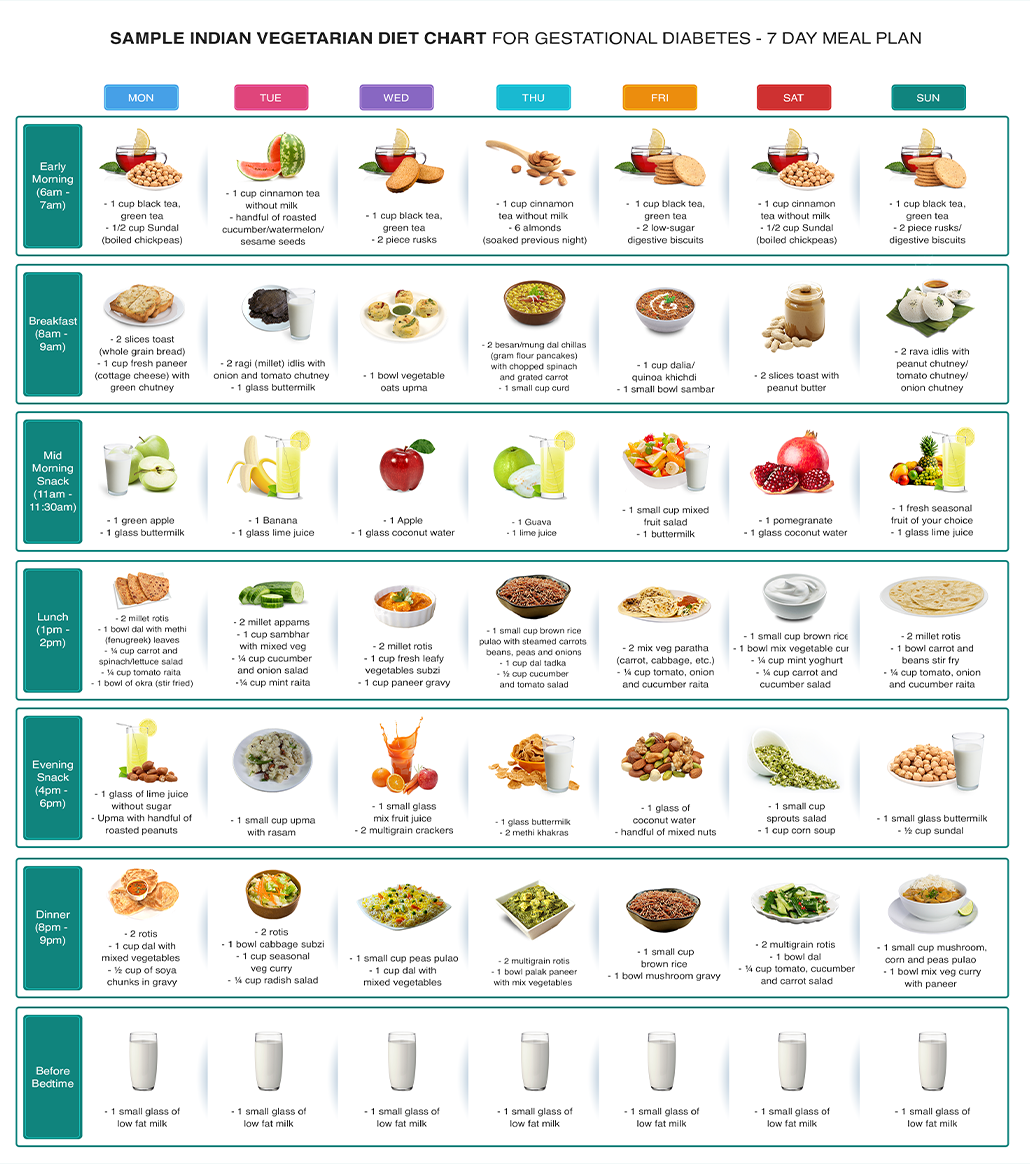 SAMPLE INDIAN VEGETARIAN DIET CHART FOR GESTATIONAL DIABETES - 7 DAY MEAL PLAN
MON
TUE
WED
THU
FRI
SAT
SUN
Early
Morning
(6am -
7am)
- 1 cup black tea,
green tea
- 1/2 cup Sundal
(boiled chickpeas)
- 1 cup cinnamon tea
without milk
- handful of roasted
cucumber/watermelon/
sesame seeds
- 1 cup black tea,
green tea
- 2 piece rusks
- 1 cup cinnamon
tea without milk
- 6 almonds
(soaked previous night)
- 1 cup black tea,
green tea
- 2 low-sugar
digestive biscuits
- 1 cup cinnamon
tea without milk
- 1/2 cup Sundal
(boiled chickpeas)
- 1 cup black tea,
green tea
- 2 piece rusks/
digestive biscuits
Breakfast
(8am -
9am)
- 2 slices toast
(whole grain bread)
- 1 cup fresh paneer
(cottage cheese) with
green chutney
- 2 ragi (millet) idlis with
onion and tomato chutney
- 1 glass buttermilk
- 1 bowl vegetable
oats upma
- 2 besan/mung dal chillas
(gram flour pancakes)
with chopped spinach
and grated carrot
- 1 small cup curd
- 1 cup dalia/
quinoa khichdi
- 1 small bowl sambar
- 2 slices toast with
peanut butter
- 2 rava idlis with
peanut chutney/
tomato chutney/
onion chutney
Mid
Morning
Snack
(11am -
11:30am)
- 1 green apple
- 1 glass buttermilk
- 1 Banana
- 1 glass lime juice
- 1 Apple
- 1 glass coconut water
- 1 Guava
- 1 lime juice
- 1 small cup mixed
fruit salad
- 1 buttermilk
- 1 pomegranate
- 1 glass coconut water
- 1 fresh seasonal
fruit of your choice
- 1 glass lime juice
Lunch
(1pm -
2pm)
- 2 millet rotis
- 1 bowl dal with methi
(fenugreek) leaves
- ¼ cup carrot and
spinach/lettuce salad
- ¼ cup tomato raita
- 1 bowl of okra (stir fried)
- 2 millet appams
- 1 cup sambhar
with mixed veg
- ¼ cup cucumber
and onion salad
-¼ cup mint raita
- 2 millet rotis
- 1 cup fresh leafy
vegetables subzi
- 1 cup paneer gravy
- 1 small cup brown rice
pulao with steamed carrots
beans, peas and onions
- 1 cup dal tadka
- ½ cup cucumber
and tomato salad
- 2 mix veg paratha
(carrot, cabbage, etc.)
- ¼ cup tomato, onion
and cucumber raita
- 1 small cup brown rice
- 1 bowl mix vegetable cur
- ¼ cup mint yoghurt
- ¼ cup carrot and
cucumber salad
- 2 millet rotis
- 1 bowl carrot and
beans stir fry
- ¼ cup tomato, onion
and cucumber raita
Evening
Snack
(4pm -
6pm)
- 1 glass of lime juice
without sugar
- Upma with handful of
roasted peanuts
- 1 small cup upma
with rasam
- 1 small glass
mix fruit juice
- 2 multigrain crackers
- 1 glass buttermilk
- 2 methi khakras
- 1 glass of
coconut water
- handful of mixed nuts
- 1 small cup
sprouts salad
- 1 cup corn soup
- 1 small glass buttermilk
- ½ cup sundal
Dinner
(8pm -
9pm)
- 2 rotis
- 1 cup dal with
mixed vegetables
- ½ cup of soya
chunks in gravy
- 2 rotis
- 1 bowl cabbage subzi
- 1 cup seasonal
veg curry
- ¼ cup radish salad
- 1 small cup peas pulao
- 1 cup dal with
mixed vegetables
- 2 multigrain rotis
- 1 bowl palak paneer
with mix vegetables
- 1 small cup
brown rice
- 1 bowl mushroom gravy
- 2 multigrain rotis
- 1 bowl dal
- ¼ cup tomato, cucumber
and carrot salad
- 1 small cup mushroom,
corn and peas pulao
- 1 bowl mix veg curry
with paneer
Before
Bedtime
- 1 small glass of
low fat milk
- 1 small glass of
low fat milk
- 1 small glass of
low fat milk
- 1 small glass of
low fat milk
- 1 small glass of
low fat milk
- 1 small glass of
low fat milk
- 1 small glass of
low fat milk